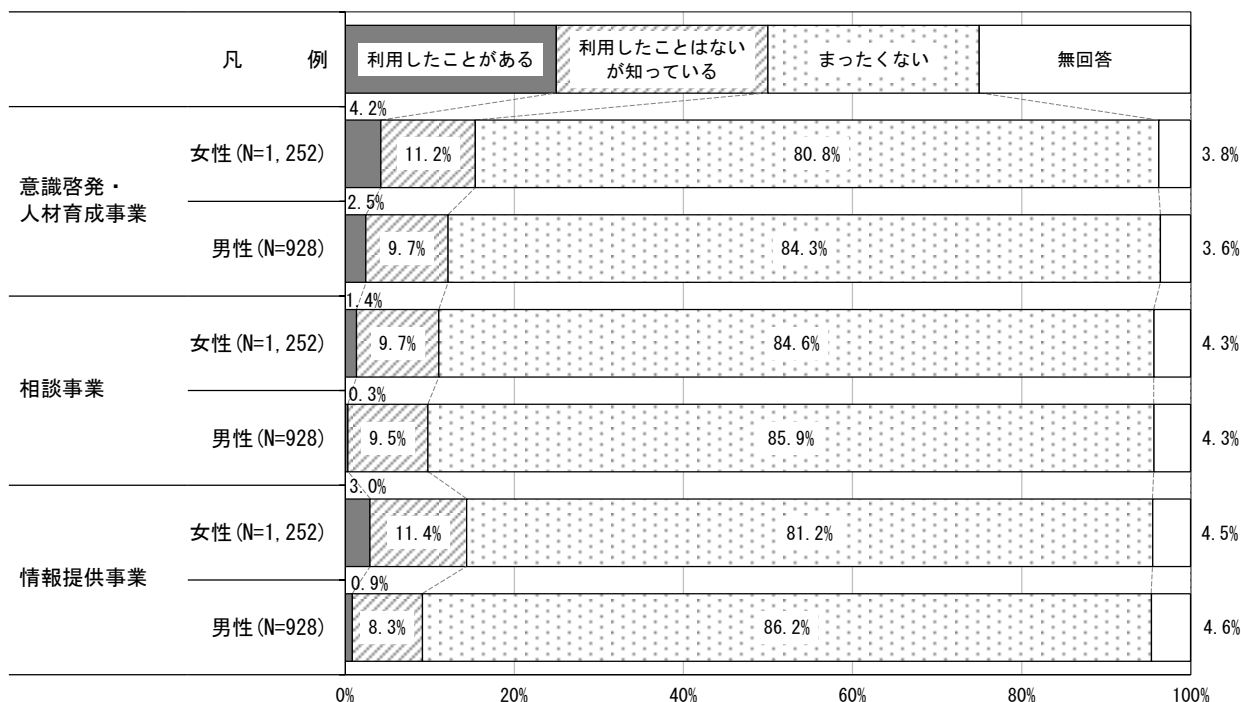 凡　例
利用したことがある
利用したことはない
が知っている
まったくない
無回答
意識啓発・
人材育成事業
女性(N=1,252)
4.2%
11.2%
80.8%
3.8%
男性(N=928)
2.5%
9.7%
84.3%
3.6%
相談事業
女性(N=1,252)
1.4%
9.7%
84.6%
4.3%
男性(N=928)
0.3%
9.5%
85.9%
4.3%
情報提供事業
女性(N=1,252)
3.0%
11.4%
81.2%
4.5%
男性(N=928)
0.9%
8.3%
86.2%
4.6%
0%
20%
40%
60%
80%
100%